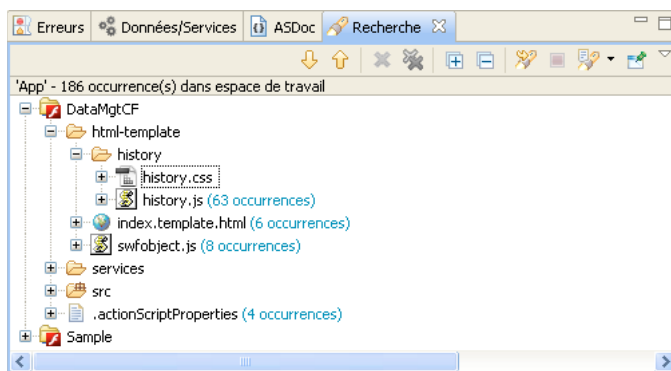 Erreurs Données/Services ASDoc Recherche
'App' - 186 occurrence(s) dans espace de travail
DataMgtCF
html-template
history
history.css
history.js (63 occurrences)
index.template.html (6 occurrences)
swfobject.js (8 occurrences)
services
src
.actionScriptProperties (4 occurrences)
Sample